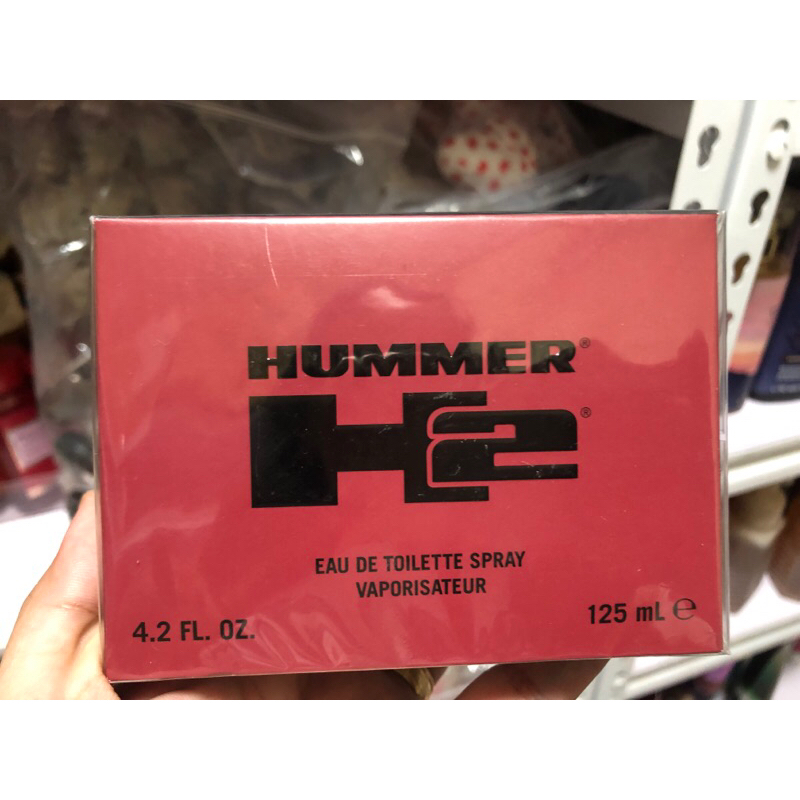 HUMMER®
H2®
EAU DE TOILETTE SPRAY
VAPORISATEUR
4.2 FL. OZ.
125 mL ℮